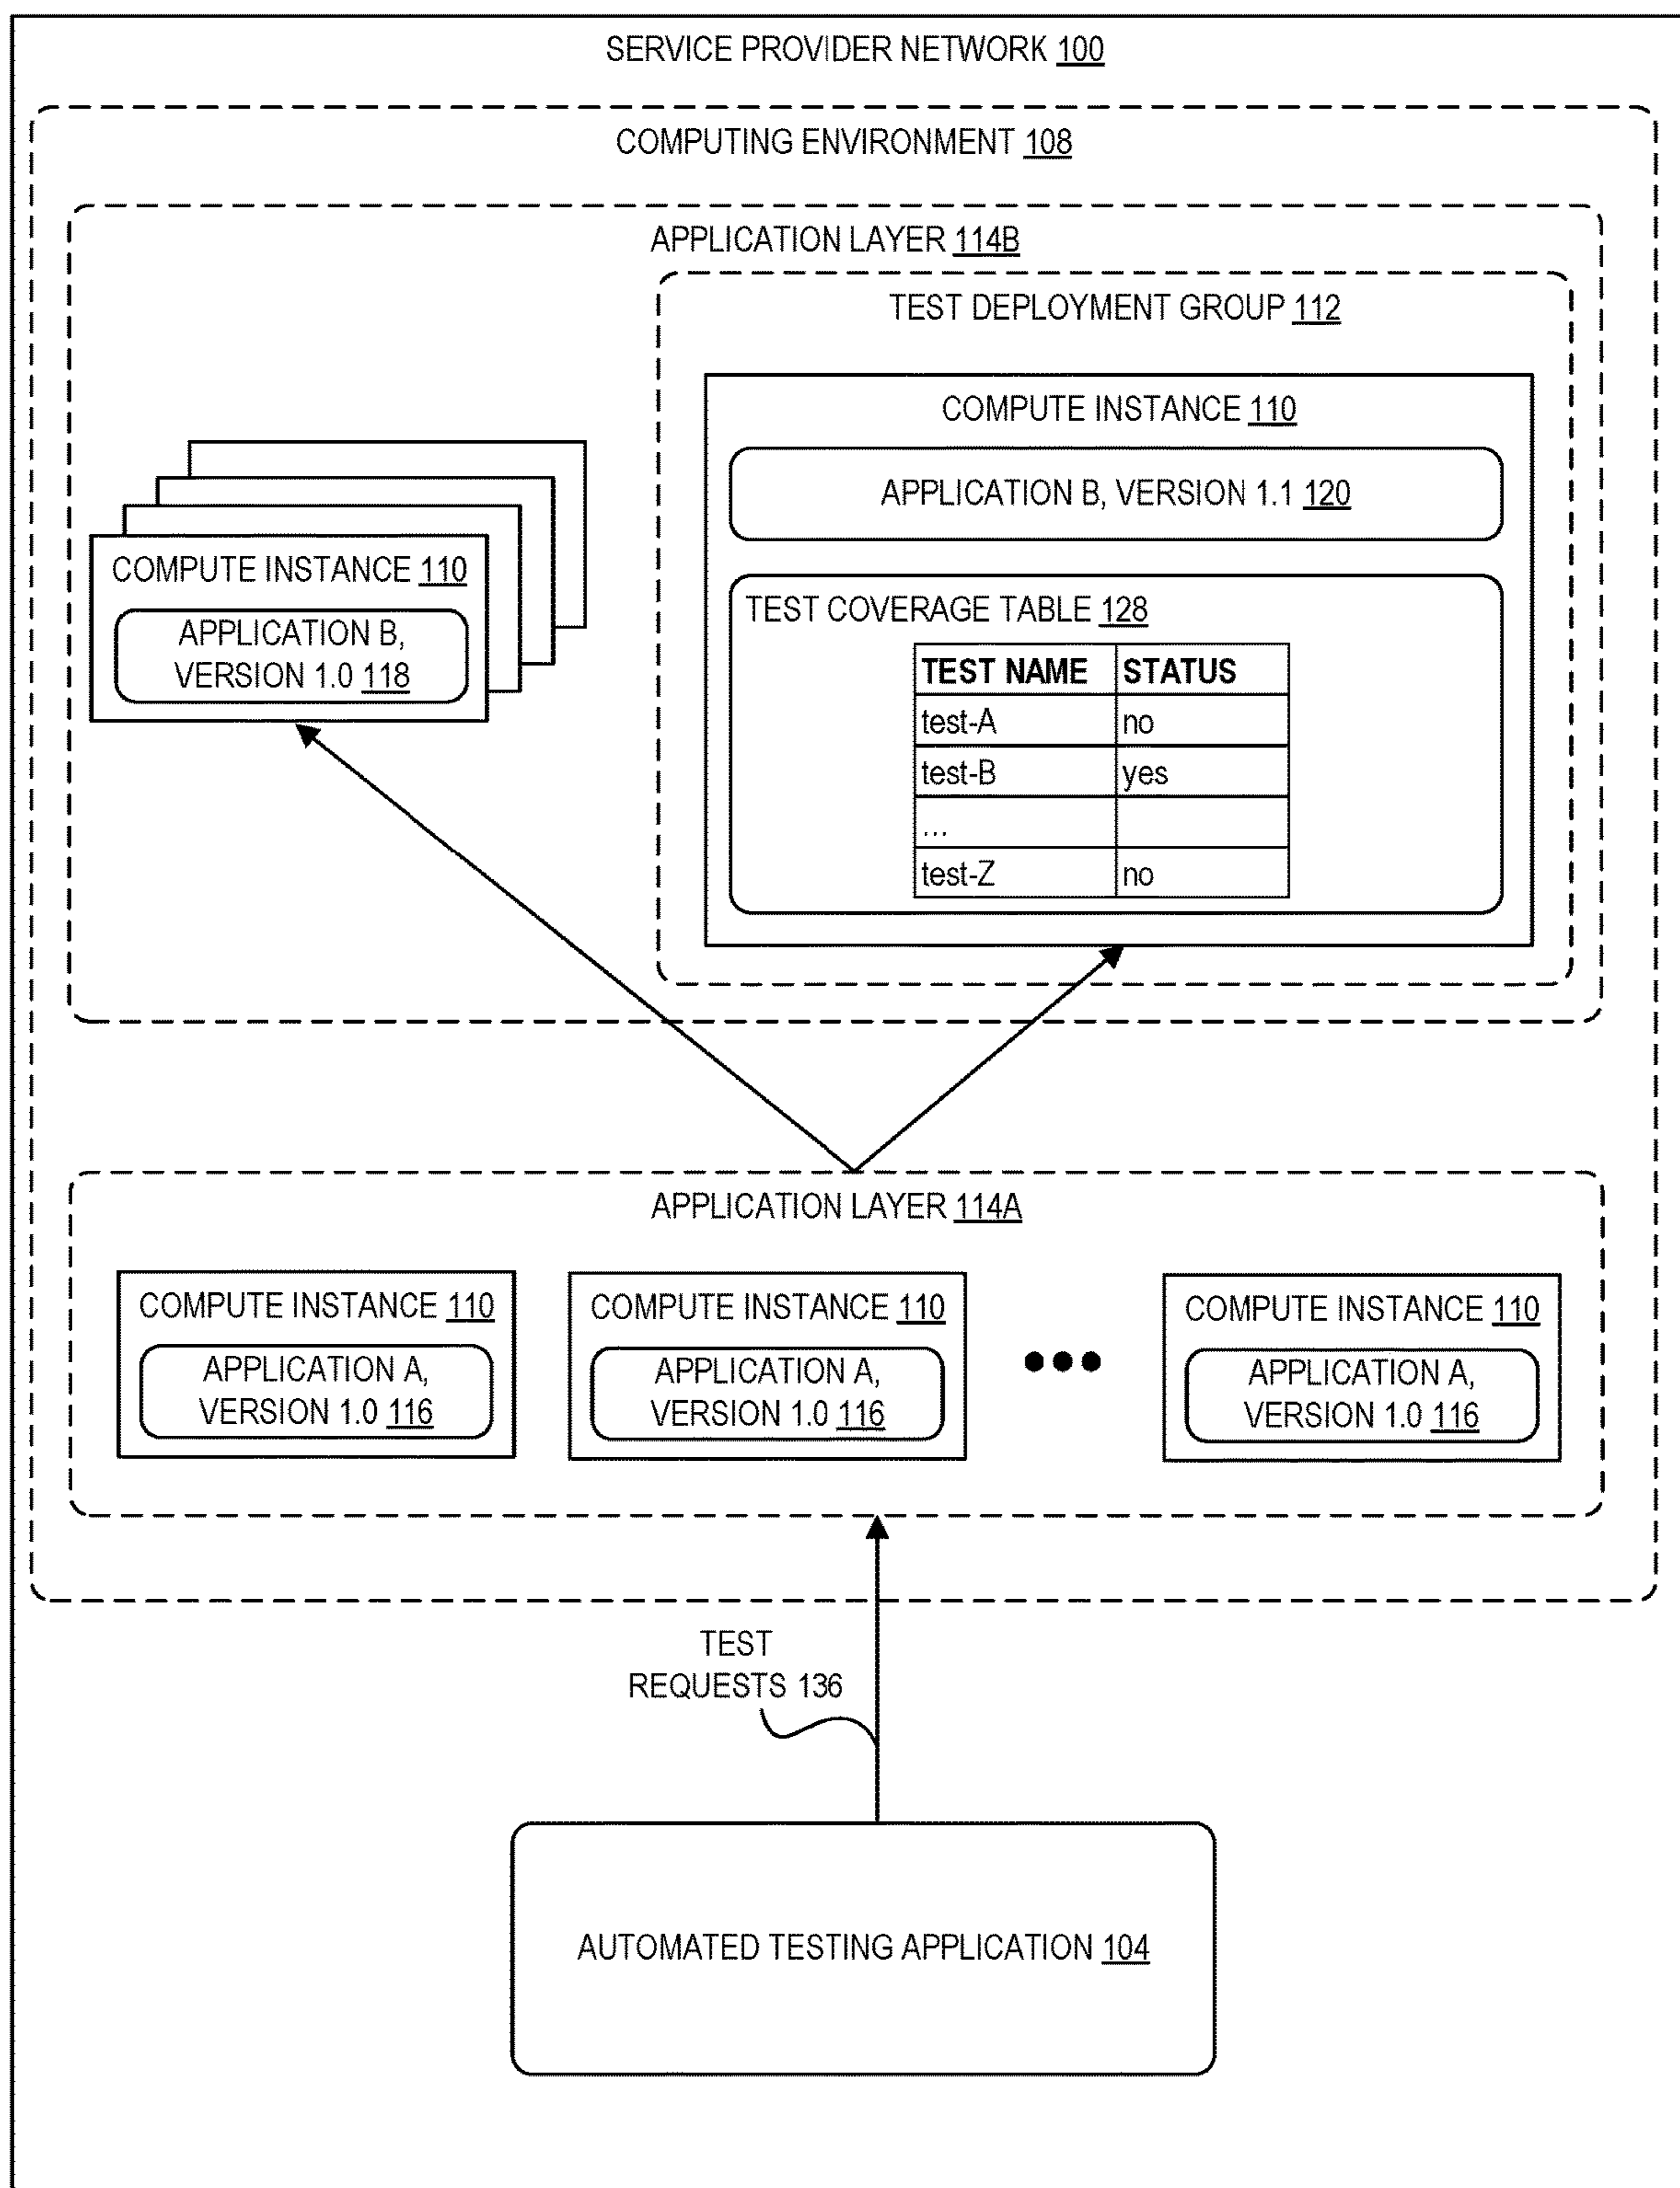 SERVICE PROVIDER NETWORK 100
COMPUTING ENVIRONMENT 108
APPLICATION LAYER 114B
TEST DEPLOYMENT GROUP 112
COMPUTE INSTANCE 110
APPLICATION B, VERSION 1.1 120
TEST COVERAGE TABLE 128
TEST NAME STATUS
test-A no
test-B yes
...
test-Z no
COMPUTE INSTANCE 110
APPLICATION B,
VERSION 1.0 118
APPLICATION LAYER 114A
COMPUTE INSTANCE 110
APPLICATION A,
VERSION 1.0 116
COMPUTE INSTANCE 110
APPLICATION A,
VERSION 1.0 116
COMPUTE INSTANCE 110
APPLICATION A,
VERSION 1.0 116
TEST
REQUESTS 136
AUTOMATED TESTING APPLICATION 104